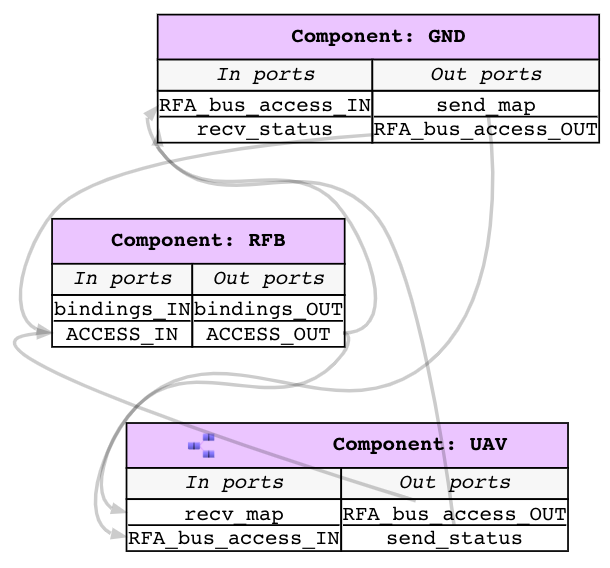 Component: GND
In ports Out ports
RFA_bus_access_IN send_map
recv_status RFA_bus_access_OUT
Component: RFB
In ports Out ports
bindings_IN bindings_OUT
ACCESS_IN ACCESS_OUT
Component: UAV
In ports Out ports
recv_map RFA_bus_access_OUT
RFA_bus_access_IN send_status